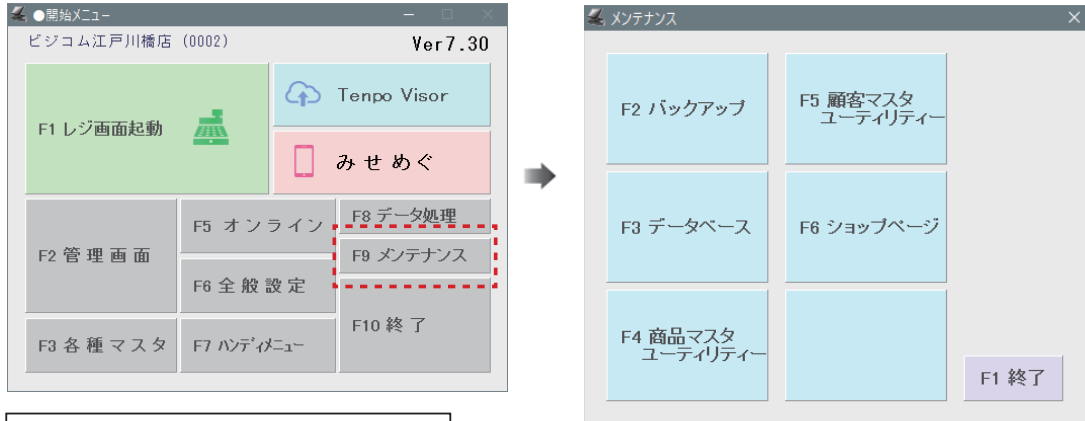 ●開始メニュー
ビジコム江戸川橋店 (0002)
Ver7.30
F1 レジ画面起動
Tenpo Visor
みせめぐ
F2 管理画面
F5 オンライン
F8 データ処理
F9 メンテナンス
F6 全般設定
F10 終了
F3 各種マスタ
F7 ハンディメニュー
メンテナンス
F2 バックアップ
F5 顧客マスタ
ユーティリティー
F3 データベース
F6 ショップページ
F4 商品マスタ
ユーティリティー
F1 終了